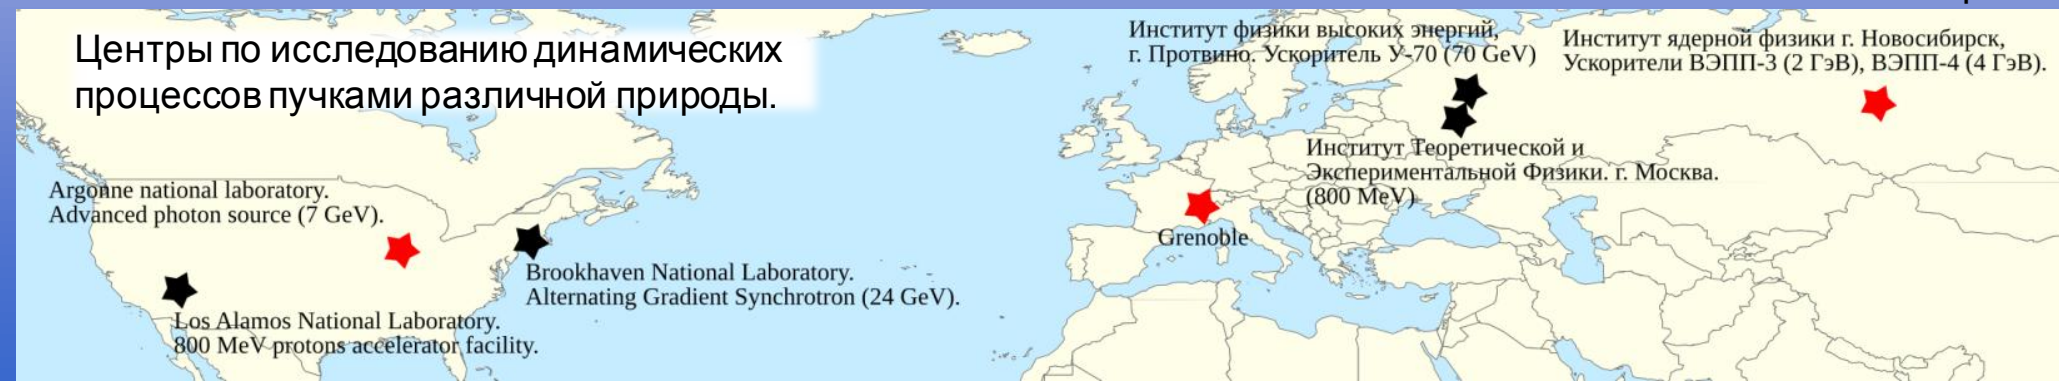 Центры по исследованию динамических
процессов пучками различной природы.
Институт физики высоких энергий,
г. Протвино. Ускоритель У-70 (70 GeV)
Институт ядерной физики г. Новосибирск,
Ускорители ВЭПП-3 (2 ГэВ), ВЭПП-4 (4 ГэВ).
Институт Теоретической и
Экспериментальной Физики. г. Москва.
(800 MeV)
Argonne national laboratory.
Advanced photon source (7 GeV).
Grenoble
Brookhaven National Laboratory.
Alternating Gradient Synchrotron (24 GeV).
Los Alamos National Laboratory.
800 MeV protons accelerator facility.